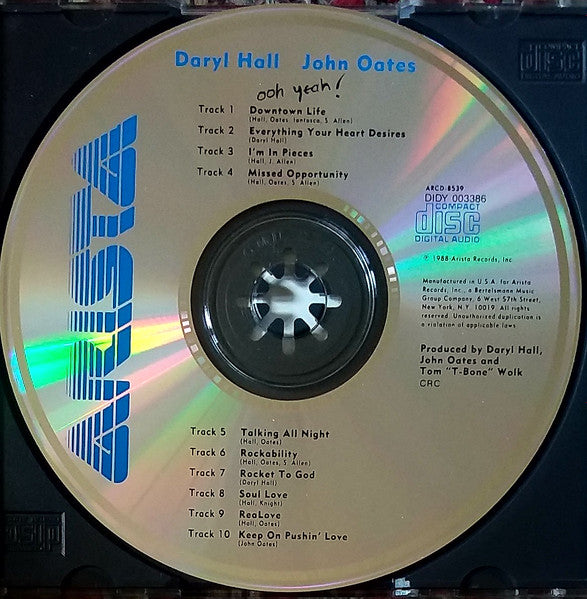 Daryl Hall John Oates
ooh yeah!
Track 1 Downtown Life
(Hall, Oates, Iantosca, S. Allen)
Track 2 Everything Your Heart Desires
(Daryl Hall)
Track 3 I'm In Pieces
(Hall, J. Allen)
Track 4 Missed Opportunity
(Hall, Oates, S. Allen)
ARISTA
ARCD-8539
DIDY 003386
COMPACT
disc
DIGITAL AUDIO
℗ 1988 Arista Records, Inc.
Manufactured in U.S.A. for Arista
Records, Inc., a Bertelsmann Music
Group Company, 6 West 57th Street,
New York, N.Y. 10019. All rights
reserved. Unauthorized duplication is
a violation of applicable laws.
Produced by Daryl Hall,
John Oates and
Tom "T-Bone" Wolk
CRC
Track 5 Talking All Night
(Hall, Oates)
Track 6 Rockability
(Hall, Oates, S. Allen)
Track 7 Rocket To God
(Daryl Hall)
Track 8 Soul Love
(Hall, Knight)
Track 9 ReaLove
(Hall, Oates)
Track 10 Keep On Pushin' Love
(John Oates)
disc